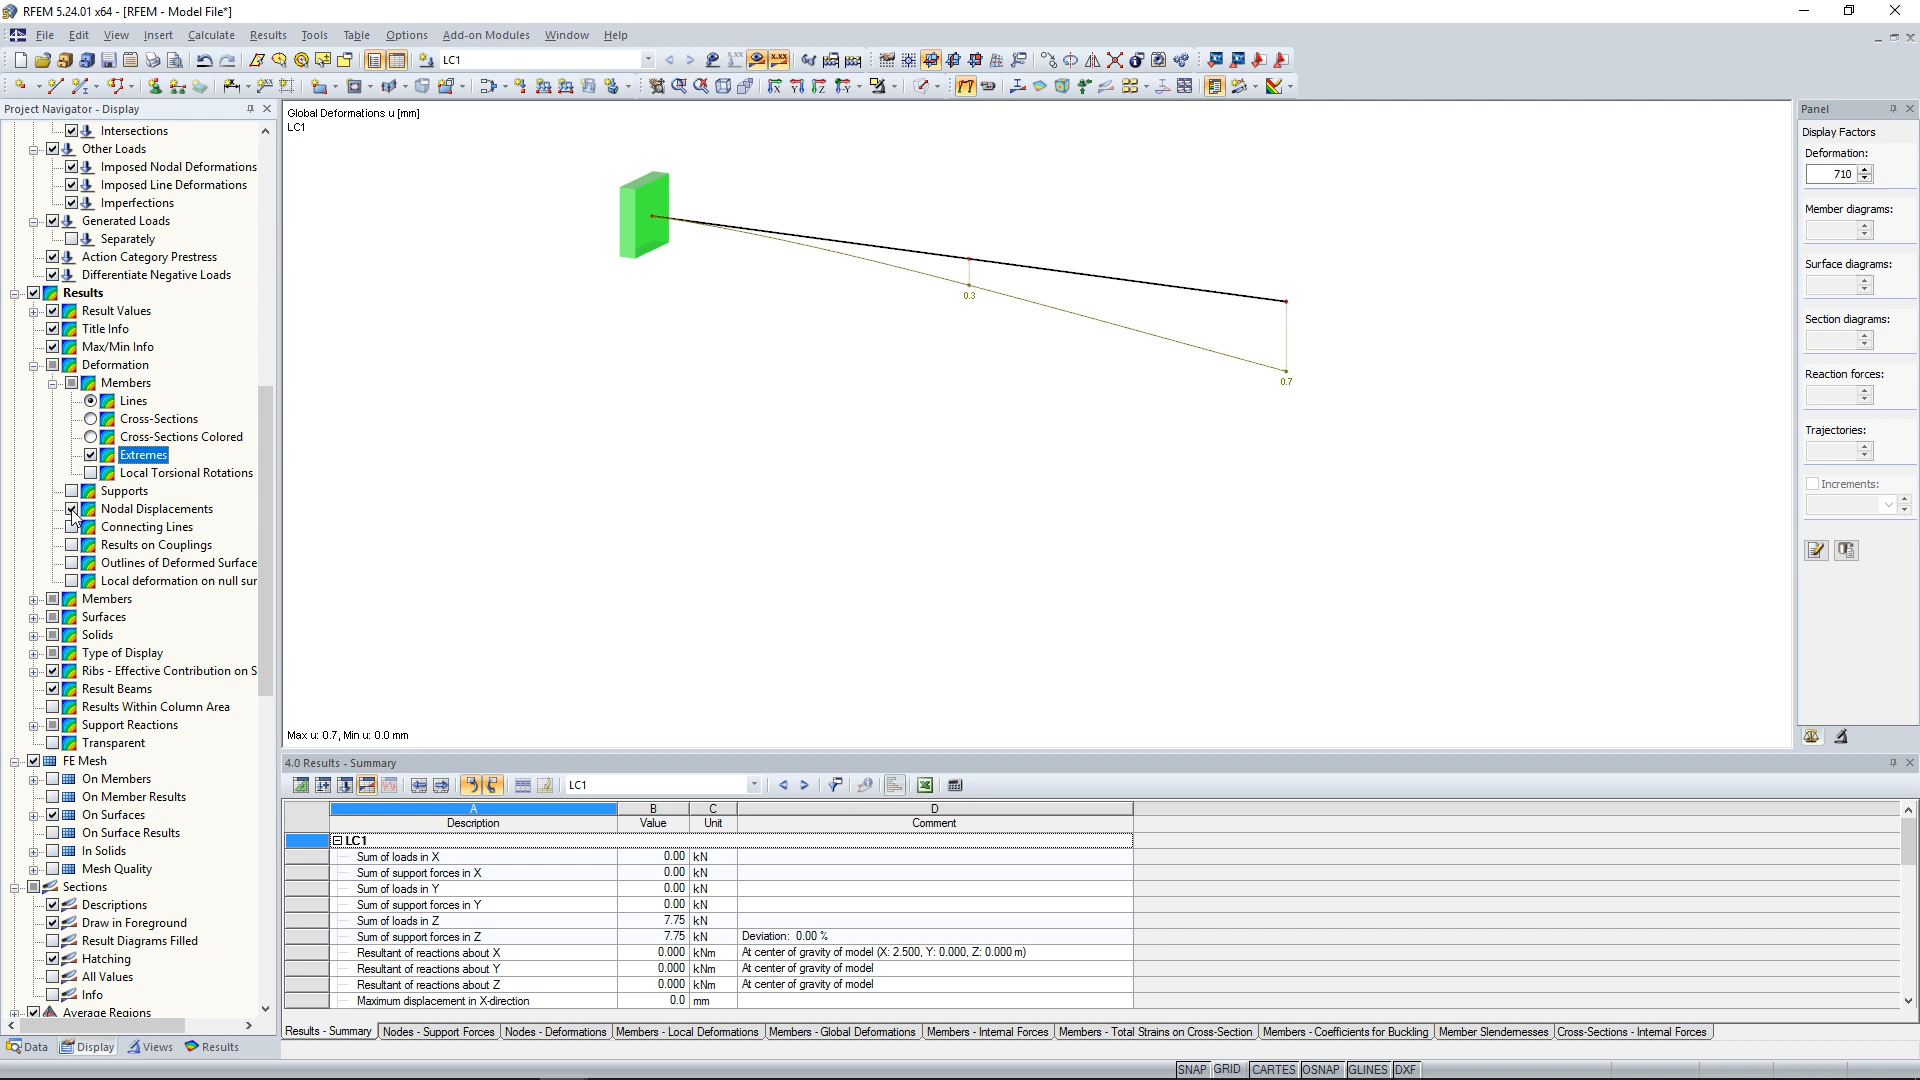 RFEM 5.24.01 x64 - [RFEM - Model File*]
File Edit View Insert Calculate Results Tools Table Options Add-on Modules Window Help
LC1
Project Navigator - Display
Intersections
Other Loads
Imposed Nodal Deformations
Imposed Line Deformations
Imperfections
Generated Loads
Separately
Action Category Prestress
Differentiate Negative Loads
Results
Result Values
Title Info
Max/Min Info
Deformation
Members
Lines
Cross-Sections
Cross-Sections Colored
Extremes
Local Torsional Rotations
Supports
Nodal Displacements
Connecting Lines
Results on Couplings
Outlines of Deformed Surface
Local deformation on null sur
Members
Surfaces
Solids
Type of Display
Ribs - Effective Contribution on S
Result Beams
Results Within Column Area
Support Reactions
Transparent
FE Mesh
On Members
On Member Results
On Surfaces
On Surface Results
In Solids
Mesh Quality
Sections
Descriptions
Draw in Foreground
Result Diagrams Filled
Hatching
All Values
Info
Average Regions
Data Display Views Results
Global Deformations u [mm]
LC1
0.3
0.7
Max u: 0.7, Min u: 0.0 mm
Panel
Display Factors
Deformation:
710
Member diagrams:
Surface diagrams:
Section diagrams:
Reaction forces:
Trajectories:
Increments:
4.0 Results - Summary
LC1
A B C D
Description Value Unit Comment
LC1
Sum of loads in X 0.00 kN
Sum of support forces in X 0.00 kN
Sum of loads in Y 0.00 kN
Sum of support forces in Y 0.00 kN
Sum of loads in Z 7.75 kN
Sum of support forces in Z 7.75 kN Deviation: 0.00 %
Resultant of reactions about X 0.000 kNm At center of gravity of model (X: 2.500, Y: 0.000, Z: 0.000 m)
Resultant of reactions about Y 0.000 kNm At center of gravity of model
Resultant of reactions about Z 0.000 kNm At center of gravity of model
Maximum displacement in X-direction 0.0 mm
Results - Summary Nodes - Support Forces Nodes - Deformations Members - Local Deformations Members - Global Deformations Members - Internal Forces Members - Total Strains on Cross-Section Members - Coefficients for Buckling Member Slendernesses Cross-Sections - Internal Forces
SNAP GRID CARTES OSNAP GLINES DXF